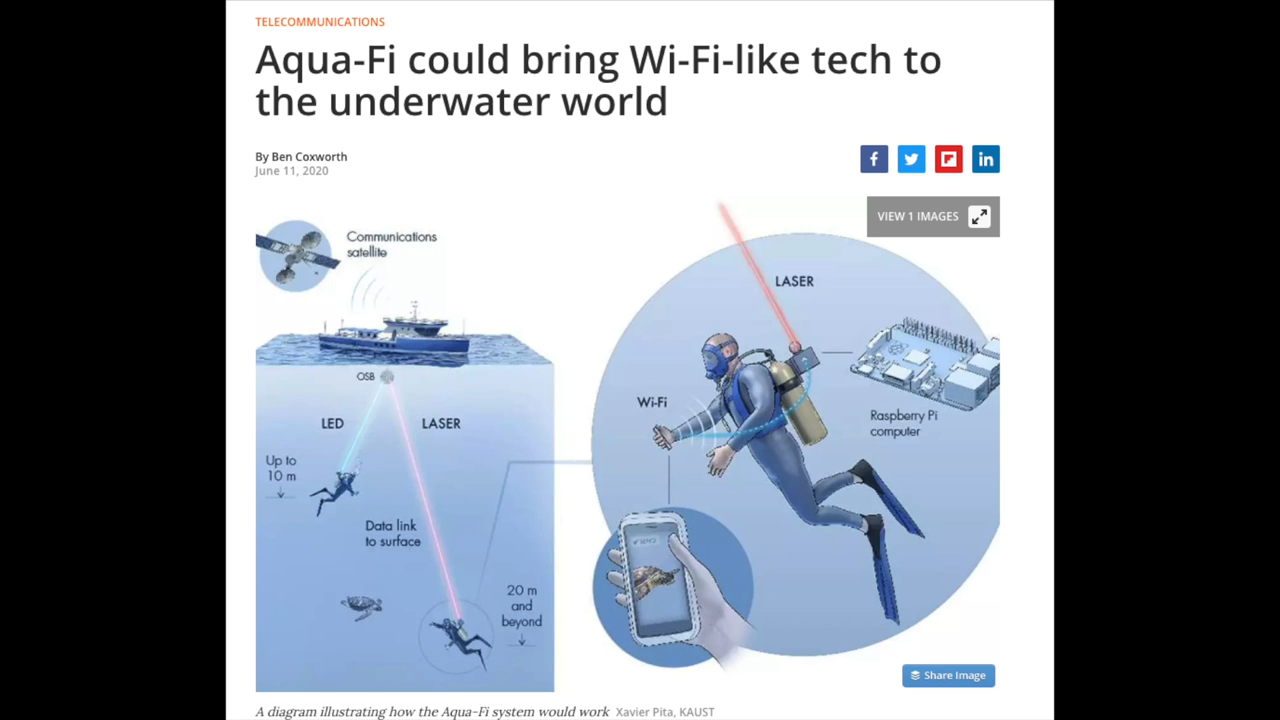 TELECOMMUNICATIONS
Aqua-Fi could bring Wi-Fi-like tech to
the underwater world
By Ben Coxworth
June 11, 2020
f
in
VIEW 1 IMAGES
Communications
satellite
OSB
LED
LASER
Up to
10 m
Data link
to surface
20 m
and
beyond
LASER
Wi-Fi
Raspberry Pi
computer
Share Image
A diagram illustrating how the Aqua-Fi system would work Xavier Pita, KAUST